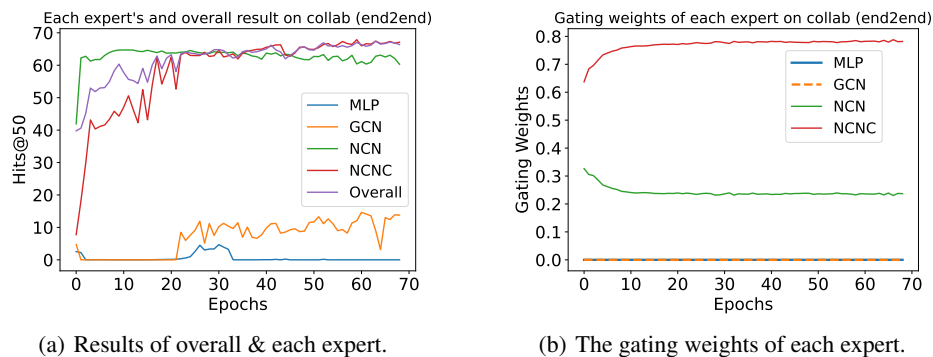 Each expert's and overall result on collab (end2end)
70
60
50
40
30
20
10
0
Hits@50
MLP
GCN
NCN
NCNC
Overall
0 10 20 30 40 50 60 70
Epochs
(a) Results of overall & each expert.
Gating weights of each expert on collab (end2end)
0.8
0.7
0.6
0.5
0.4
0.3
0.2
0.1
0.0
Gating Weights
MLP
GCN
NCN
NCNC
0 10 20 30 40 50 60 70
Epochs
(b) The gating weights of each expert.